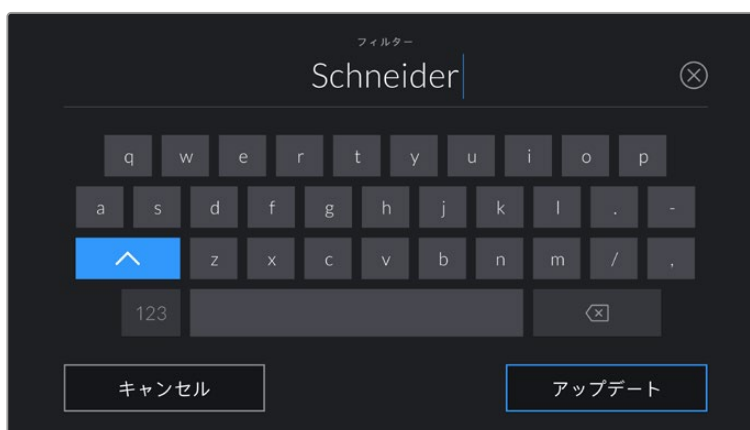 フィルター
Schneider
q w e r t y u i o p
a s d f g h j k l . -
z x c v b n m / ,
123
キャンセル アップデート